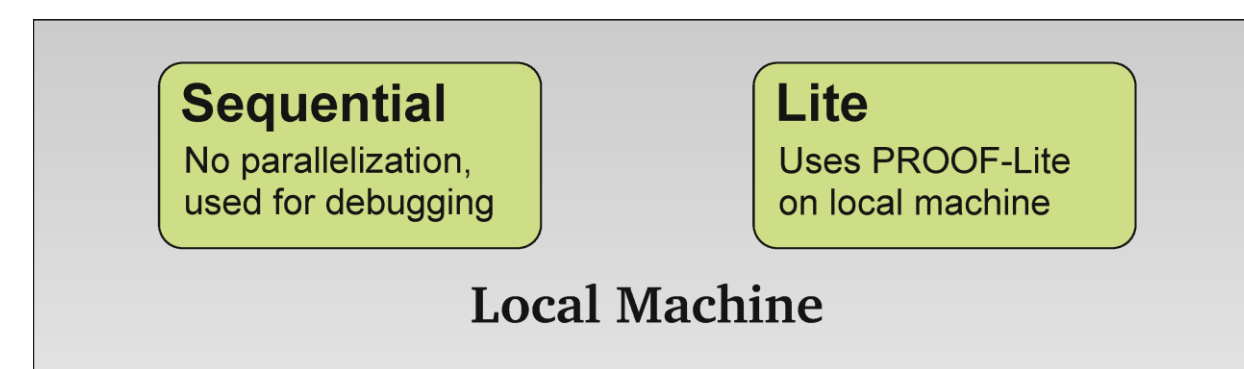 Sequential
No parallelization,
used for debugging
Lite
Uses PROOF-Lite
on local machine
Local Machine